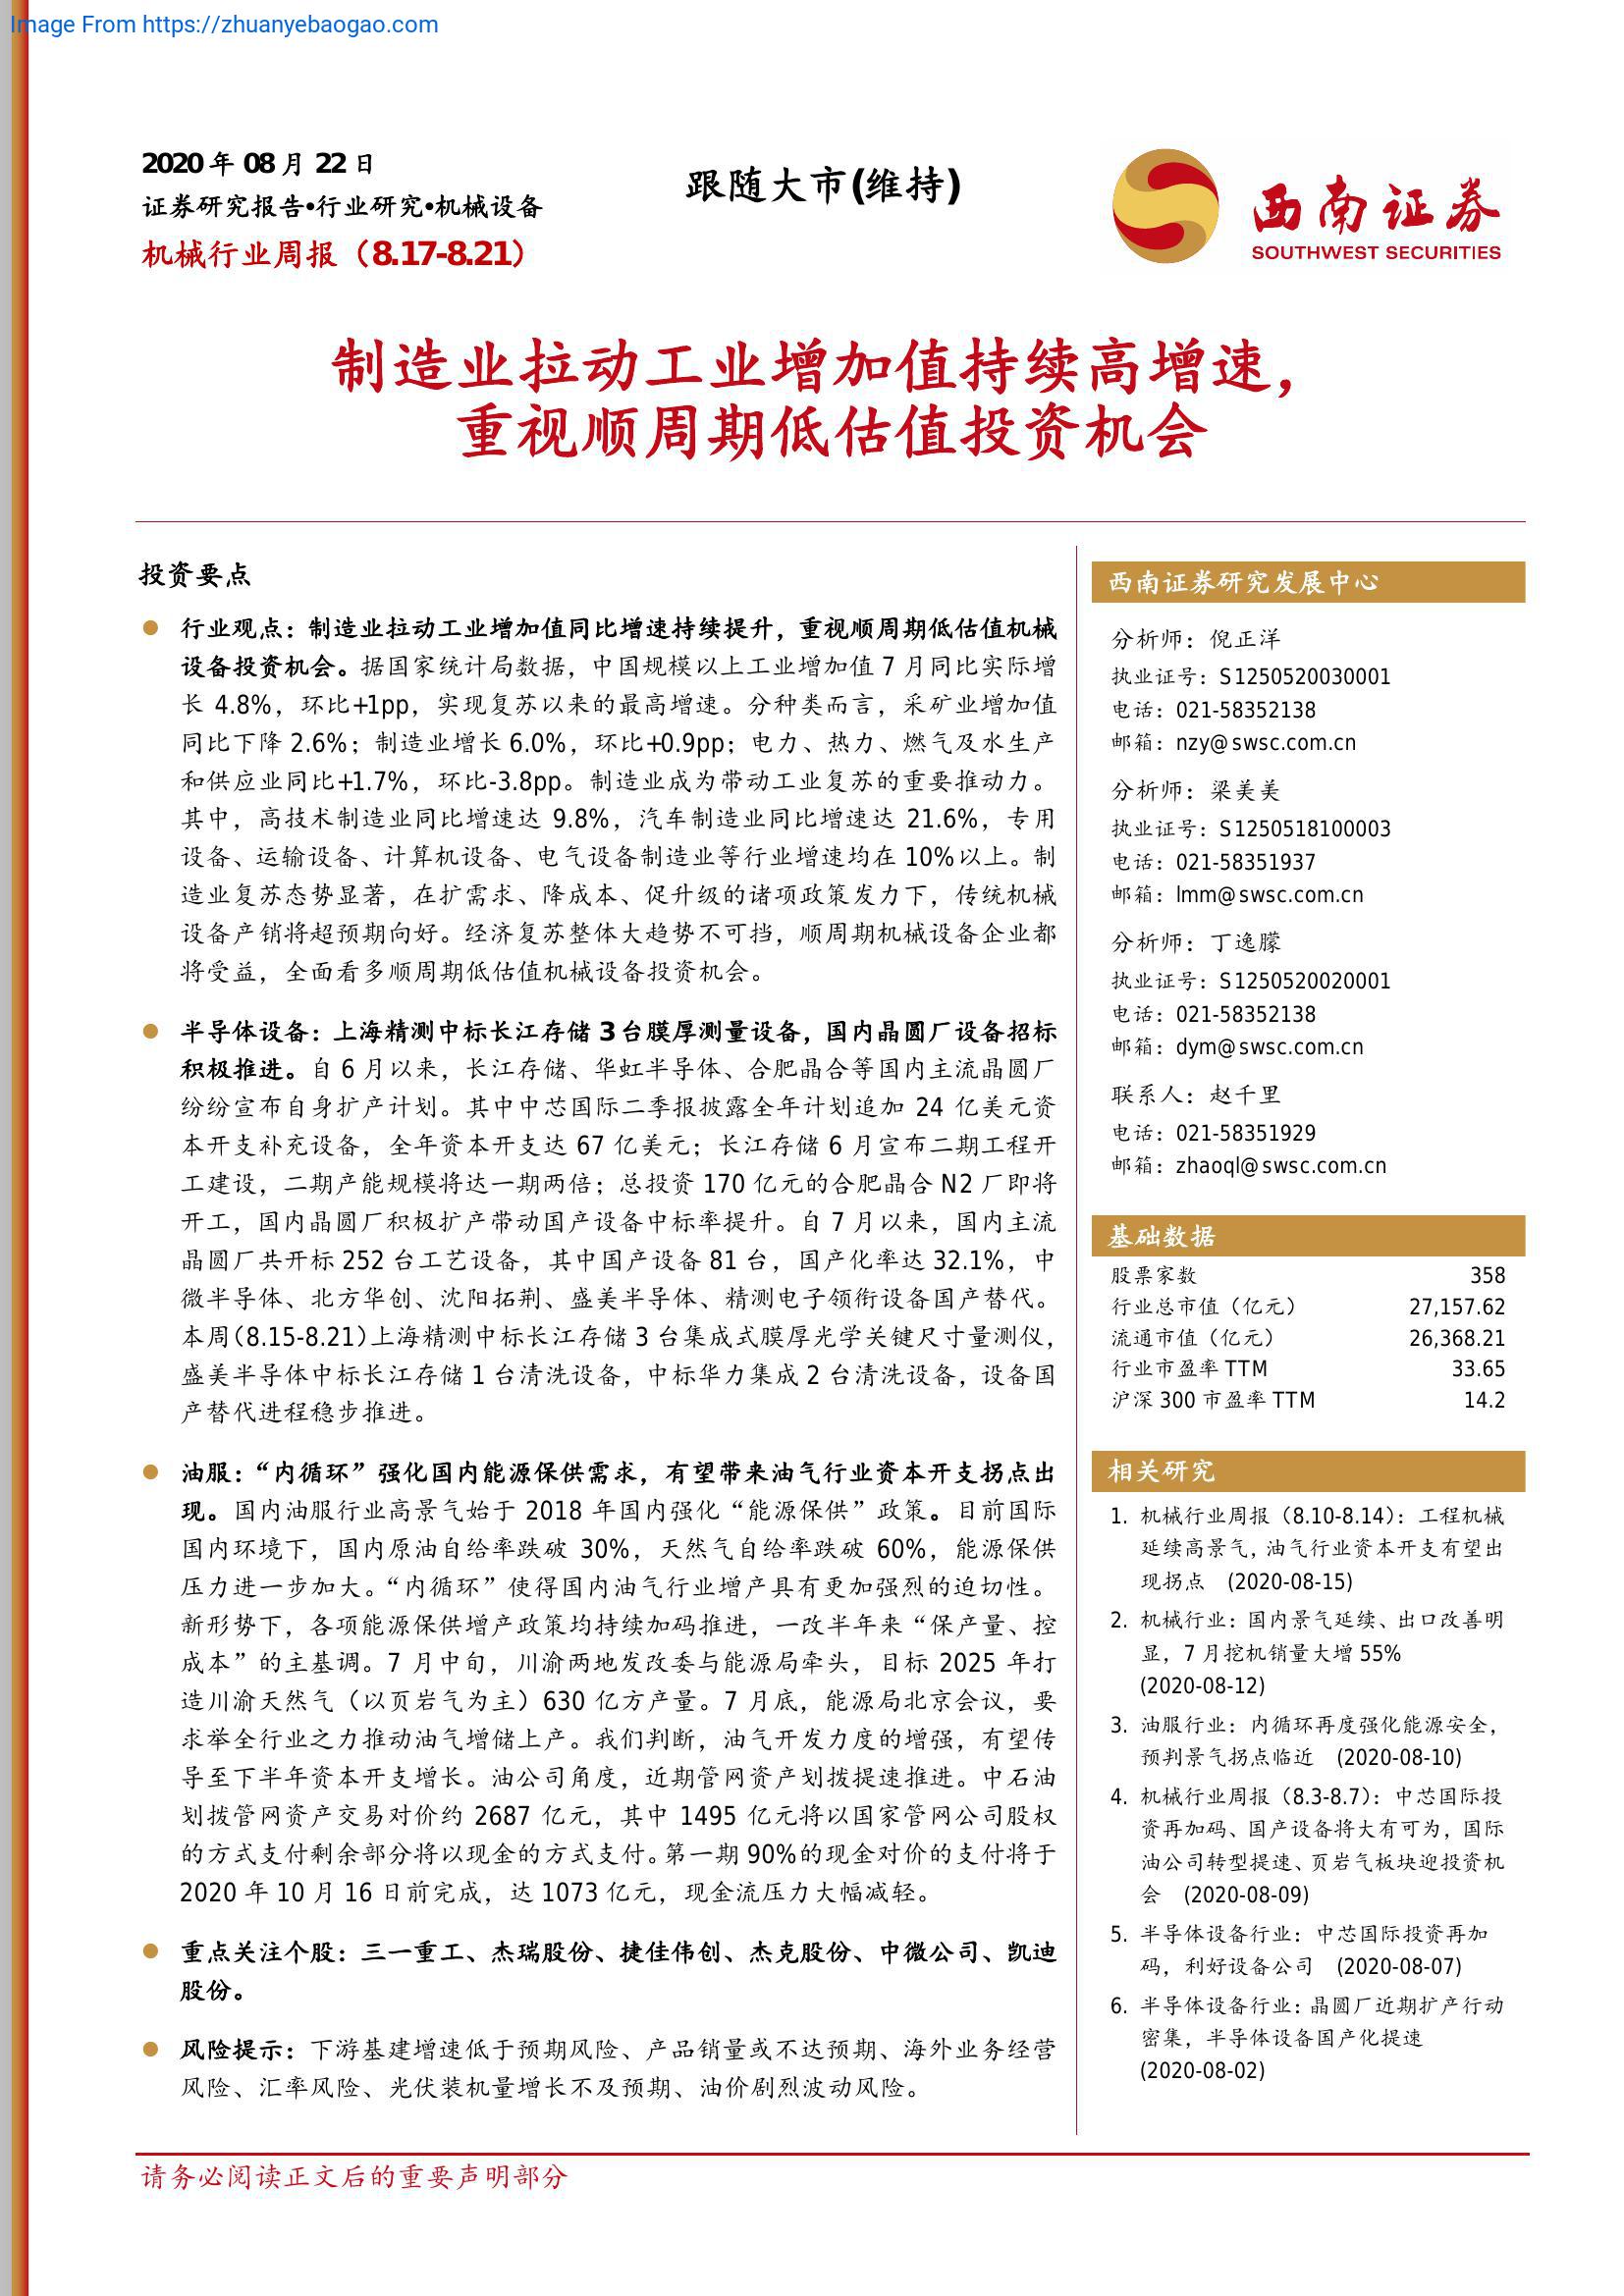 Image From https://zhuanyebaogao.com
2020 年 08 月 22 日
证券研究报告•行业研究•机械设备
机械行业周报（8.17-8.21）
跟随大市(维持)
西南证券
SOUTHWEST SECURITIES
制造业拉动工业增加值持续高增速，
重视顺周期低估值投资机会
投资要点
行业观点：制造业拉动工业增加值同比增速持续提升，重视顺周期低估值机械
设备投资机会。据国家统计局数据，中国规模以上工业增加值 7 月同比实际增
长 4.8%，环比+1pp，实现复苏以来的最高增速。分种类而言，采矿业增加值
同比下降 2.6%；制造业增长 6.0%，环比+0.9pp；电力、热力、燃气及水生产
和供应业同比+1.7%，环比-3.8pp。制造业成为带动工业复苏的重要推动力。
其中，高技术制造业同比增速达 9.8%，汽车制造业同比增速达 21.6%，专用
设备、运输设备、计算机设备、电气设备制造业等行业增速均在 10%以上。制
造业复苏态势显著，在扩需求、降成本、促升级的诸项政策发力下，传统机械
设备产销将超预期向好。经济复苏整体大趋势不可挡，顺周期机械设备企业都
将受益，全面看多顺周期低估值机械设备投资机会。
半导体设备：上海精测中标长江存储 3 台膜厚测量设备，国内晶圆厂设备招标
积极推进。自 6 月以来，长江存储、华虹半导体、合肥晶合等国内主流晶圆厂
纷纷宣布自身扩产计划。其中中芯国际二季报披露全年计划追加 24 亿美元资
本开支补充设备，全年资本开支达 67 亿美元；长江存储 6 月宣布二期工程开
工建设，二期产能规模将达一期两倍；总投资 170 亿元的合肥晶合 N2 厂即将
开工，国内晶圆厂积极扩产带动国产设备中标率提升。自 7 月以来，国内主流
晶圆厂共开标 252 台工艺设备，其中国产设备 81 台，国产化率达 32.1%，中
微半导体、北方华创、沈阳拓荆、盛美半导体、精测电子领衔设备国产替代。
本周（8.15-8.21）上海精测中标长江存储 3 台集成式膜厚光学关键尺寸量测仪，
盛美半导体中标长江存储 1 台清洗设备，中标华力集成 2 台清洗设备，设备国
产替代进程稳步推进。
油服：“内循环”强化国内能源保供需求，有望带来油气行业资本开支拐点出
现。国内油服行业高景气始于 2018 年国内强化“能源保供”政策。目前国际
国内环境下，国内原油自给率跌破 30%，天然气自给率跌破 60%，能源保供
压力进一步加大。“内循环”使得国内油气行业增产具有更加强烈的迫切性。
新形势下，各项能源保供增产政策均持续加码推进，一改半年来“保产量、控
成本”的主基调。7 月中旬，川渝两地发改委与能源局牵头，目标 2025 年打
造川渝天然气（以页岩气为主）630 亿方产量。7 月底，能源局北京会议，要
求举全行业之力推动油气增储上产。我们判断，油气开发力度的增强，有望传
导至下半年资本开支增长。油公司角度，近期管网资产划拨提速推进。中石油
划拨管网资产交易对价约 2687 亿元，其中 1495 亿元将以国家管网公司股权
的方式支付剩余部分将以现金的方式支付。第一期 90%的现金对价的支付将于
2020 年 10 月 16 日前完成，达 1073 亿元，现金流压力大幅减轻。
重点关注个股：三一重工、杰瑞股份、捷佳伟创、杰克股份、中微公司、凯迪
股份。
风险提示：下游基建增速低于预期风险、产品销量或不达预期、海外业务经营
风险、汇率风险、光伏装机量增长不及预期、油价剧烈波动风险。
西南证券研究发展中心
分析师：倪正洋
执业证号：S1250520030001
电话：021-58352138
邮箱：nzy@swsc.com.cn
分析师：梁美美
执业证号：S1250518100003
电话：021-58351937
邮箱：lmm@swsc.com.cn
分析师：丁逸朦
执业证号：S1250520020001
电话：021-58352138
邮箱：dym@swsc.com.cn
联系人：赵千里
电话：021-58351929
邮箱：zhaoql@swsc.com.cn
基础数据
股票家数 358
行业总市值（亿元） 27,157.62
流通市值（亿元） 26,368.21
行业市盈率 TTM 33.65
沪深 300 市盈率 TTM 14.2
相关研究
1. 机械行业周报（8.10-8.14）：工程机械
延续高景气，油气行业资本开支有望出
现拐点 (2020-08-15)
2. 机械行业：国内景气延续、出口改善明
显，7 月挖机销量大增 55%
(2020-08-12)
3. 油服行业：内循环再度强化能源安全，
预判景气拐点临近 (2020-08-10)
4. 机械行业周报（8.3-8.7）：中芯国际投
资再加码、国产设备将大有可为，国际
油公司转型提速、页岩气板块迎投资机
会 (2020-08-09)
5. 半导体设备行业：中芯国际投资再加
码，利好设备公司 (2020-08-07)
6. 半导体设备行业：晶圆厂近期扩产行动
密集，半导体设备国产化提速
(2020-08-02)
请务必阅读正文后的重要声明部分